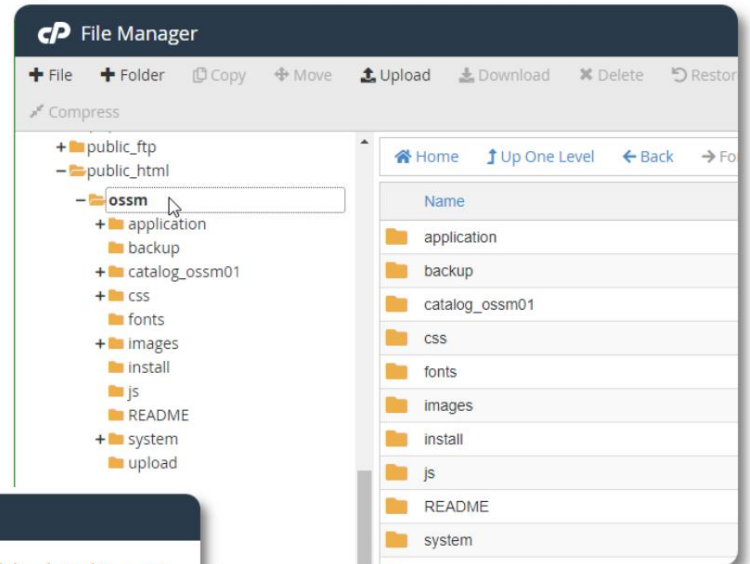 cP File Manager
File Folder Copy Move Upload Download Delete Restor
Compress
public_ftp
public_html
ossm
application
backup
catalog_ossm01
css
fonts
images
install
js
README
system
upload
Home Up One Level Back Fo
Name
application
backup
catalog_ossm01
css
fonts
images
install
js
README
system